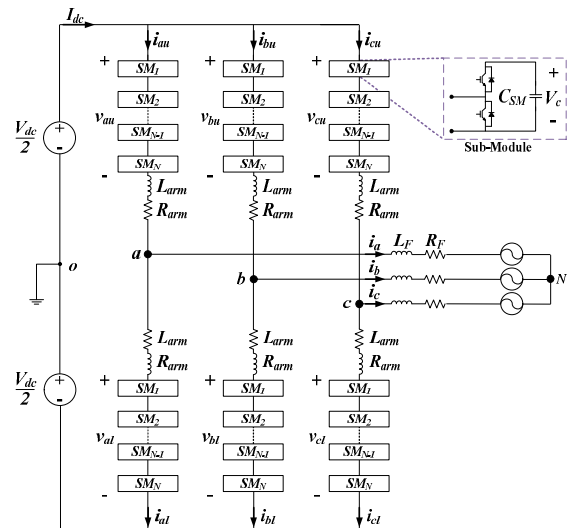 I_dc
i_au i_bu i_cu
+ SM_1 + SM_1 + SM_1
SM_2 SM_2 SM_2
v_au v_bu v_cu
SM_N-1 SM_N-1 SM_N-1
- SM_N - SM_N - SM_N
C_SM + V_c -
Sub-Module
V_dc/2 + -
L_arm L_arm L_arm
R_arm R_arm R_arm
a i_a L_F R_F
o b i_b N
c i_c
L_arm L_arm L_arm
R_arm R_arm R_arm
V_dc/2 + -
+ SM_1 + SM_1 + SM_1
SM_2 SM_2 SM_2
v_al v_bl v_cl
SM_N-1 SM_N-1 SM_N-1
- SM_N - SM_N - SM_N
i_al i_bl i_cl